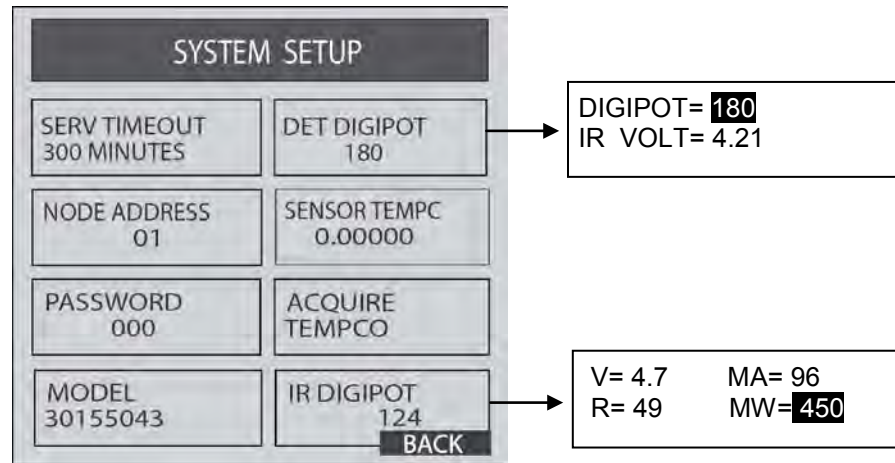 SYSTEM SETUP
SERV TIMEOUT
300 MINUTES
DET DIGIPOT
180
NODE ADDRESS
01
SENSOR TEMPC
0.00000
PASSWORD
000
ACQUIRE
TEMPCO
MODEL
30155043
IR DIGIPOT
124
BACK
DIGIPOT= 180
IR VOLT= 4.21
V= 4.7 MA= 96
R= 49 MW= 450